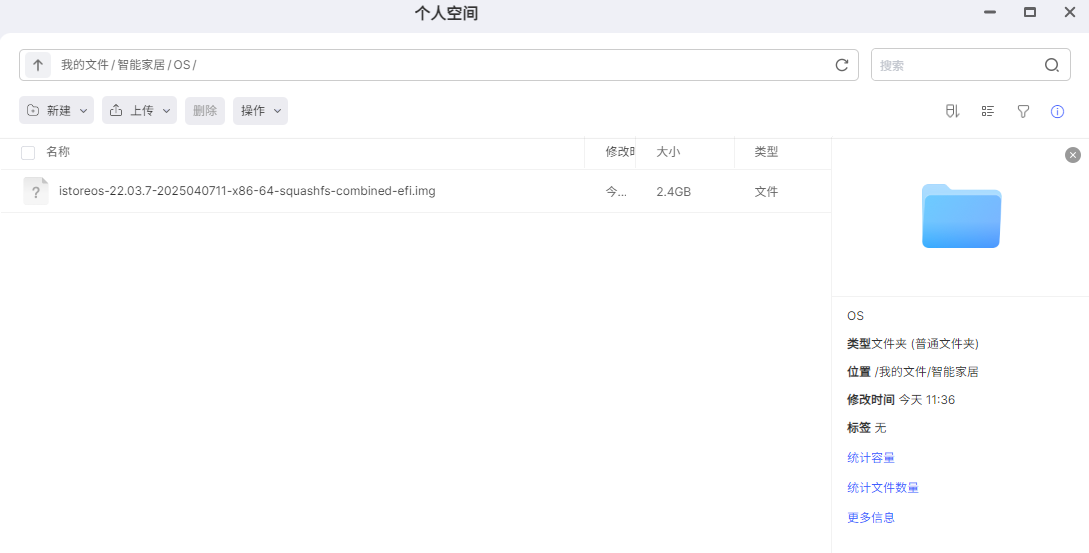 个人空间
我的文件 / 智能家居 / OS /
搜索
新建 上传 删除 操作
名称 修改时 大小 类型
istoreos-22.03.7-2025040711-x86-64-squashfs-combined-efi.img 今... 2.4GB 文件
OS
类型文件夹 (普通文件夹)
位置 /我的文件/智能家居
修改时间 今天 11:36
标签 无
统计容量
统计文件数量
更多信息